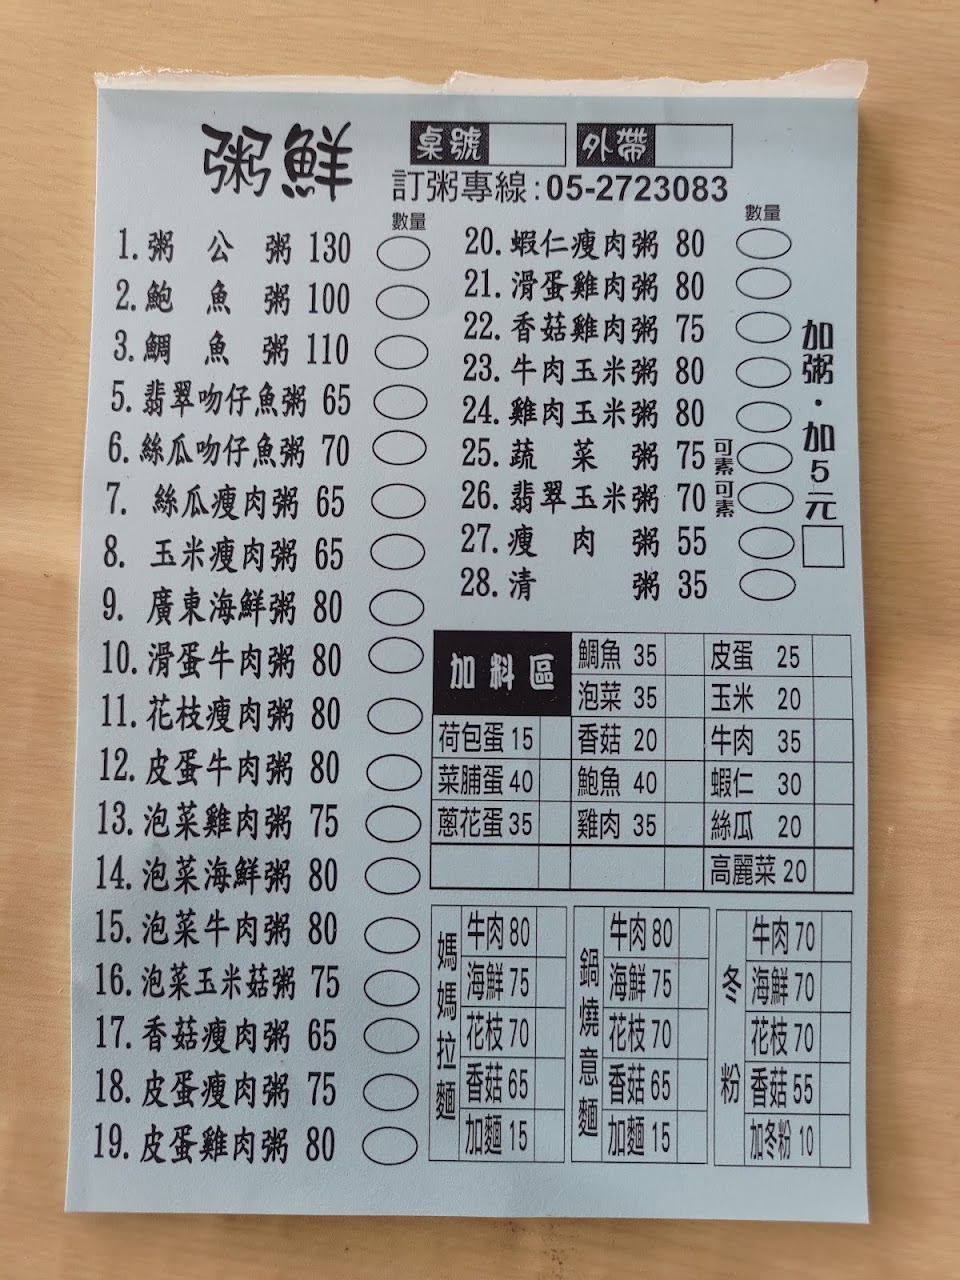 粥鮮
桌號
外帶
訂粥專線:05-2723083
數量
1.粥公粥 130
2.鮑魚粥 100
3.鯛魚粥 110
5.翡翠吻仔魚粥 65
6.絲瓜吻仔魚粥 70
7. 絲瓜瘦肉粥 65
8. 玉米瘦肉粥 65
9. 廣東海鮮粥 80
10.滑蛋牛肉粥 80
11.花枝瘦肉粥 80
12.皮蛋牛肉粥 80
13.泡菜雞肉粥 75
14.泡菜海鮮粥 80
15.泡菜牛肉粥 80
16.泡菜玉米菇粥 75
17.香菇瘦肉粥 65
18.皮蛋瘦肉粥 75
19.皮蛋雞肉粥 80
數量
20.蝦仁瘦肉粥 80
21.滑蛋雞肉粥 80
22.香菇雞肉粥 75
23.牛肉玉米粥 80
24.雞肉玉米粥 80
25.蔬菜粥 75 可素
26.翡翠玉米粥 70 可素
27.瘦肉粥 55
28.清粥 35
加粥·加5元
加料區
荷包蛋 15
菜脯蛋 40
蔥花蛋 35
鯛魚 35
泡菜 35
香菇 20
鮑魚 40
雞肉 35
皮蛋 25
玉米 20
牛肉 35
蝦仁 30
絲瓜 20
高麗菜 20
媽媽拉麵
牛肉 80
海鮮 75
花枝 70
香菇 65
加麵 15
鍋燒意麵
牛肉 80
海鮮 75
花枝 70
香菇 65
加麵 15
冬粉
牛肉 70
海鮮 70
花枝 70
香菇 55
加冬粉 10